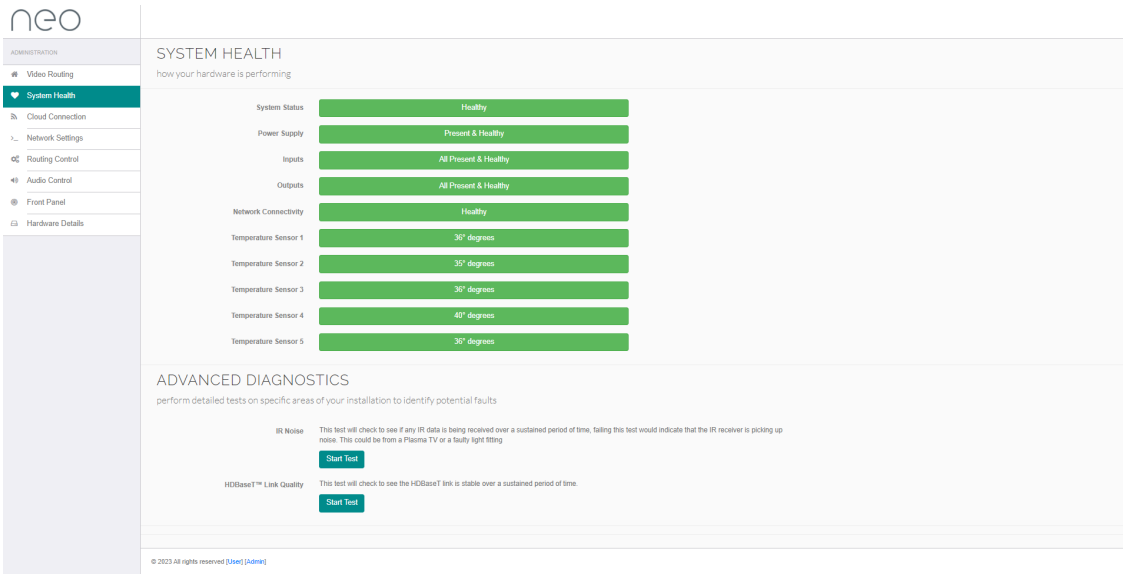 neo
ADMINISTRATION
Video Routing
System Health
Cloud Connection
Network Settings
Routing Control
Audio Control
Front Panel
Hardware Details
SYSTEM HEALTH
how your hardware is performing
System Status Healthy
Power Supply Present & Healthy
Inputs All Present & Healthy
Outputs All Present & Healthy
Network Connectivity Healthy
Temperature Sensor 1 36° degrees
Temperature Sensor 2 35° degrees
Temperature Sensor 3 36° degrees
Temperature Sensor 4 40° degrees
Temperature Sensor 5 36° degrees
ADVANCED DIAGNOSTICS
perform detailed tests on specific areas of your installation to identify potential faults
IR Noise This test will check to see if any IR data is being received over a sustained period of time, failing this test would indicate that the IR receiver is picking up
noise. This could be from a Plasma TV or a faulty light fitting
Start Test
HDBaseT™ Link Quality This test will check to see the HDBaseT link is stable over a sustained period of time.
Start Test
© 2023 All rights reserved [User] [Admin]